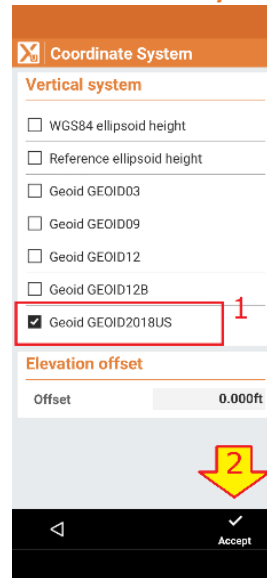 Coordinate System
Vertical system
WGS84 ellipsoid height
Reference ellipsoid height
Geoid GEOID03
Geoid GEOID09
Geoid GEOID12
Geoid GEOID12B
Geoid GEOID2018US
1
Elevation offset
Offset 0.000ft
2
Accept